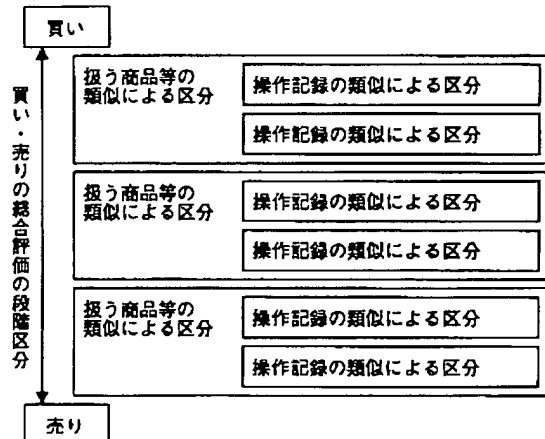 買い
買い・売りの総合評価の段階区分
扱う商品等の
類似による区分
操作記録の類似による区分
操作記録の類似による区分
扱う商品等の
類似による区分
操作記録の類似による区分
操作記録の類似による区分
扱う商品等の
類似による区分
操作記録の類似による区分
操作記録の類似による区分
売り